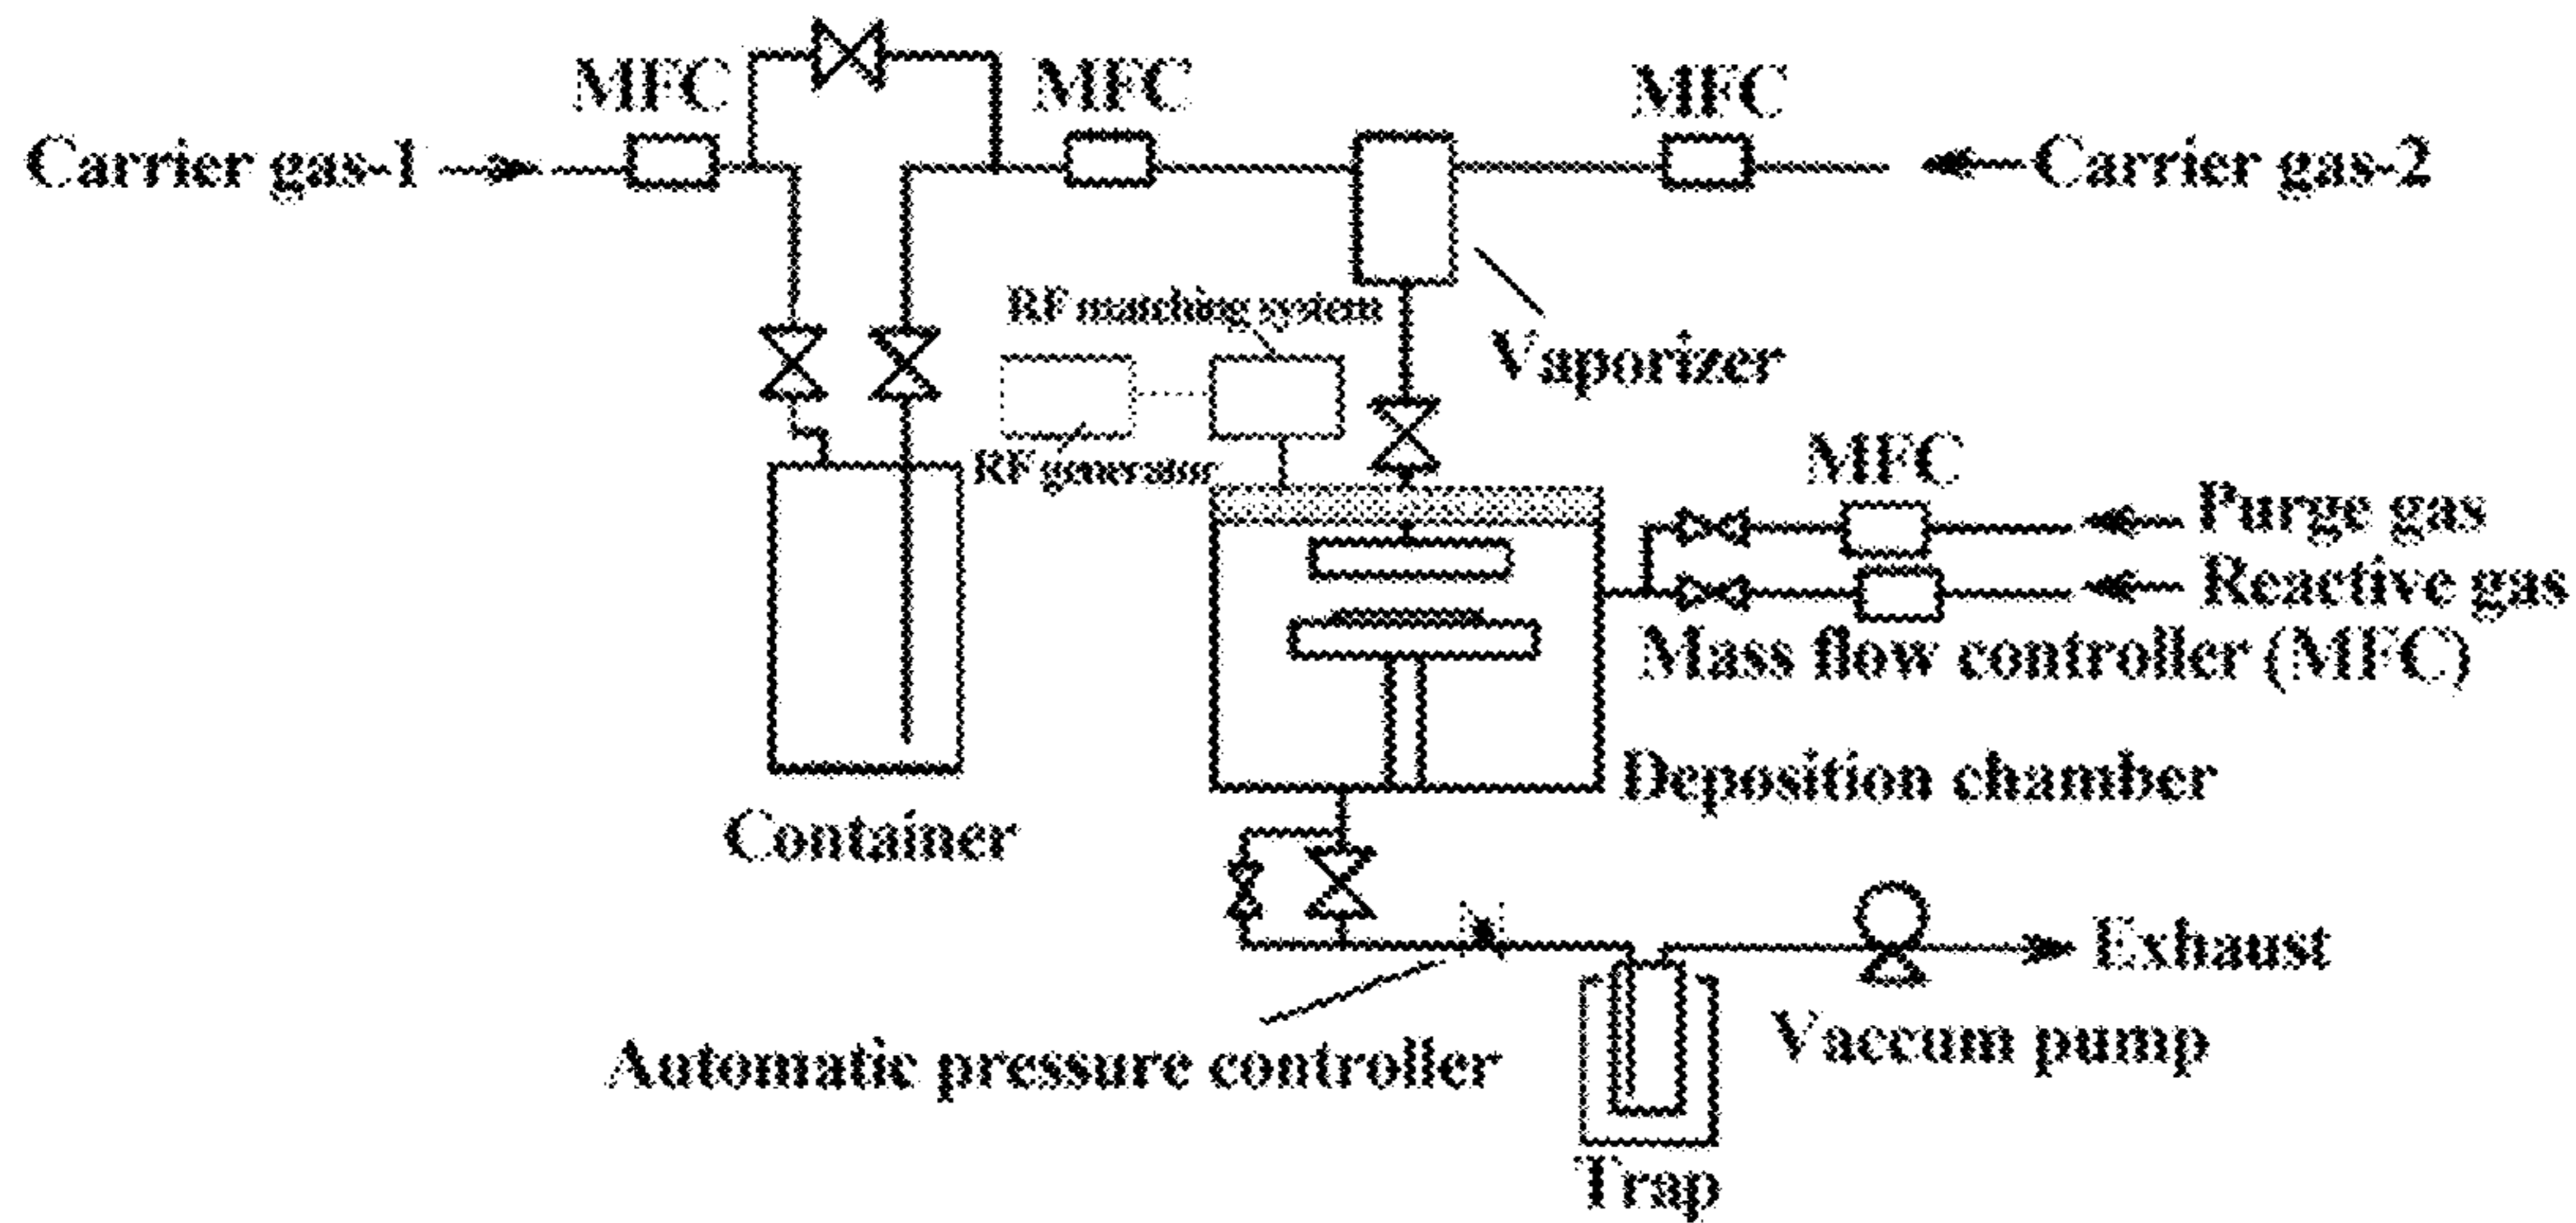 MFC
MFC
MFC
Carrier gas-1
Carrier gas-2
RF matching system
Vaporizer
RF generator
MFC
Purge gas
Reactive gas
Mass flow controller (MFC)
Deposition chamber
Container
Exhaust
Automatic pressure controller
Vaccum pump
Trap